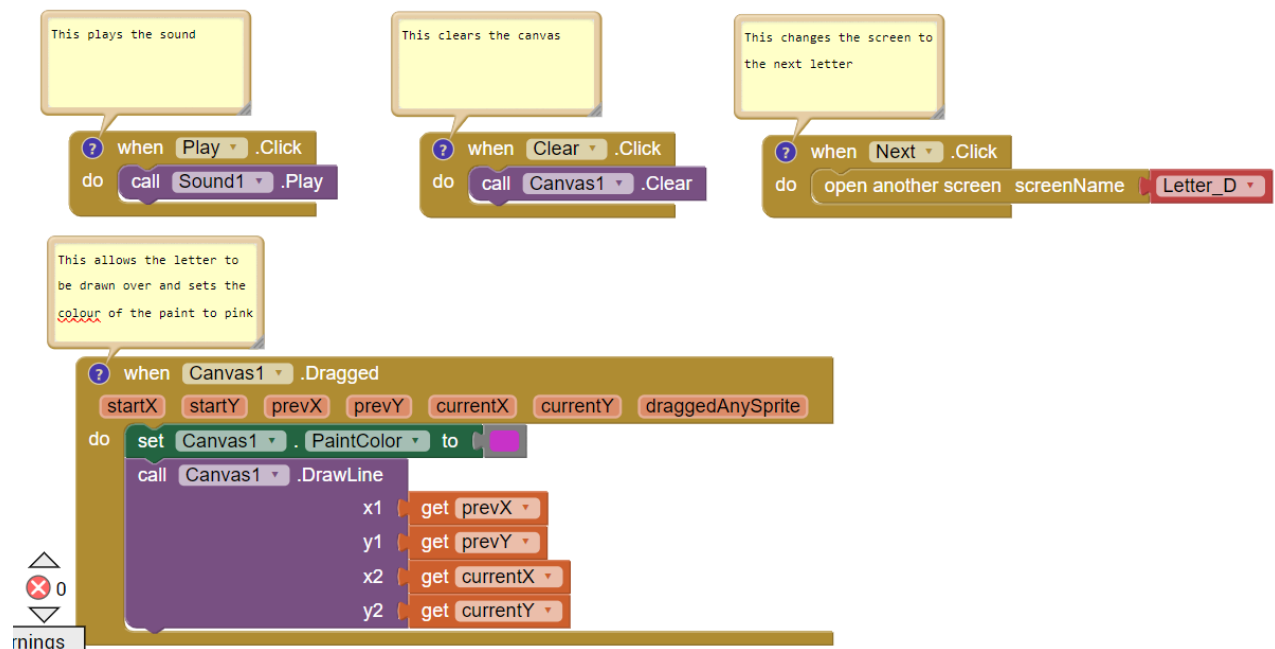 This plays the sound
This clears the canvas
This changes the screen to
the next letter
? when Play .Click
do call Sound1 .Play
? when Clear .Click
do call Canvas1 .Clear
? when Next .Click
do open another screen screenName Letter_D
This allows the letter to
be drawn over and sets the
colour of the paint to pink
? when Canvas1 .Dragged
startX startY prevX prevY currentX currentY draggedAnySprite
do set Canvas1 . PaintColor to
call Canvas1 .DrawLine
x1 get prevX
y1 get prevY
x2 get currentX
y2 get currentY
0
rnings